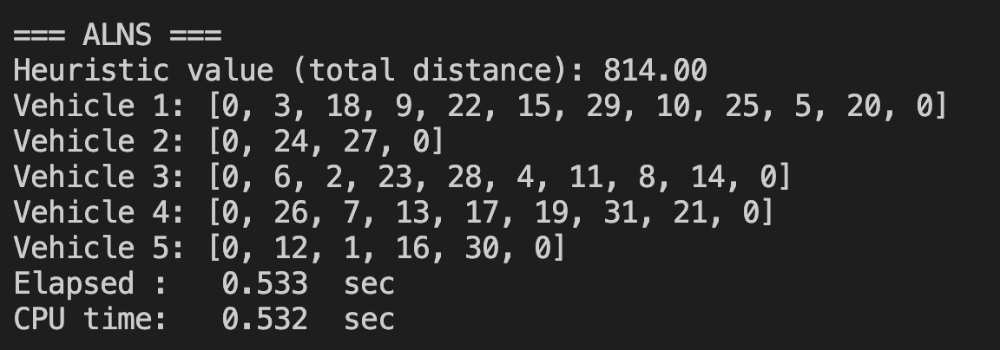 === ALNS ===
Heuristic value (total distance): 814.00
Vehicle 1: [0, 3, 18, 9, 22, 15, 29, 10, 25, 5, 20, 0]
Vehicle 2: [0, 24, 27, 0]
Vehicle 3: [0, 6, 2, 23, 28, 4, 11, 8, 14, 0]
Vehicle 4: [0, 26, 7, 13, 17, 19, 31, 21, 0]
Vehicle 5: [0, 12, 1, 16, 30, 0]
Elapsed :   0.533  sec
CPU time:   0.532  sec